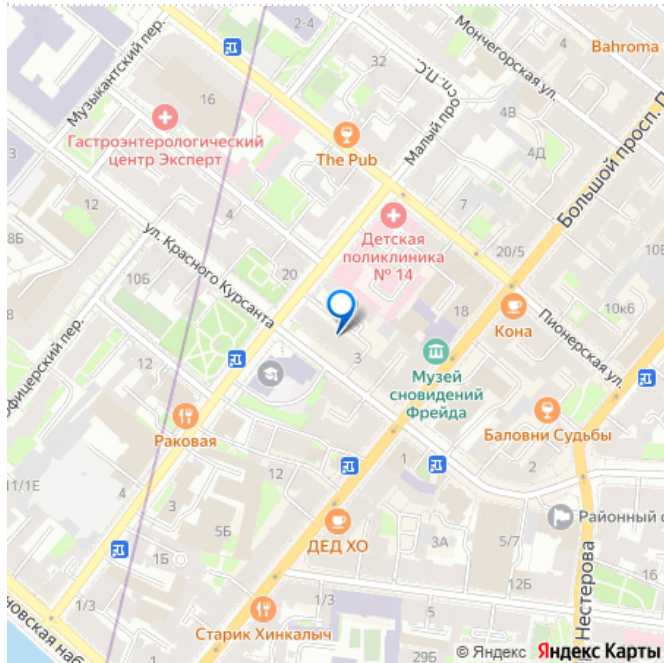 Музыкантский пер.
2-4
Мончегорская ул.
4
Bahroma
32
16
Малый просп. П.С.
4В
Большой просп. П
Гастроэнтерологический
центр Эксперт
The Pub
4Д
3
12
4
7
Детская
поликлиника
№ 14
20/5
8Б
10Б
ул. Красного Курсанта
20
18
10к6
Кона
Пионерская ул.
Офицерский пер.
12
3
Музей
сновидений
Фрейда
Раковая
Баловни Судьбы
11/1Е
4
12
1
2
3
5Б
ДЕД ХО
3А
5/7
Районный с
1Б
12Б
1/3
1/3
Старик Хинкалыч
Нестерова
новская наб
29Б
© Яндекс Яндекс Карты